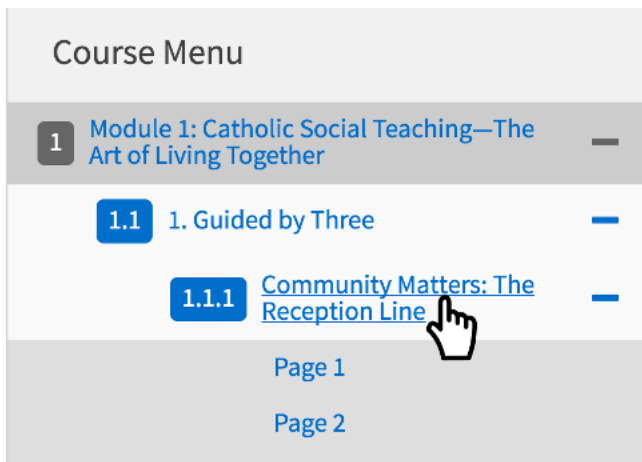 Course Menu
1
Module 1: Catholic Social Teaching—The
Art of Living Together
1.1
1. Guided by Three
1.1.1
Community Matters: The
Reception Line
Page 1
Page 2